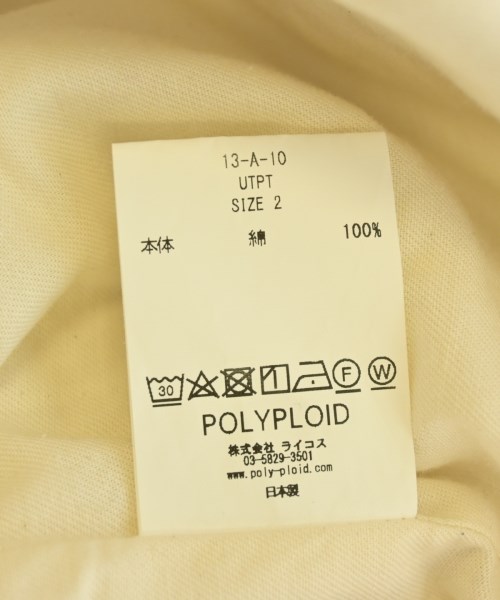 13-A-10
UTPT
SIZE 2
本体 綿 100%
30 F W
POLYPLOID
株式会社 ライコス
03-5829-3501
www.poly-ploid.com
日本製